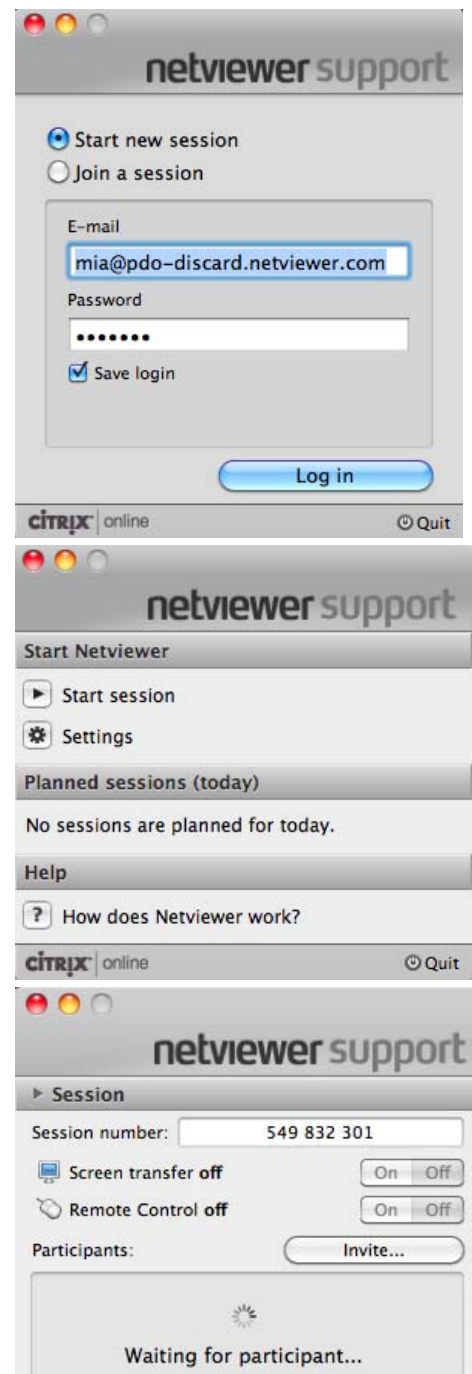 netviewer support
Start new session
Join a session
E-mail
mia@pdo-discard.netviewer.com
Password
•••••••
Save login
Log in
CITRIX online
Quit
netviewer support
Start Netviewer
Start session
Settings
Planned sessions (today)
No sessions are planned for today.
Help
? How does Netviewer work?
CITRIX online
Quit
netviewer support
Session
Session number: 549 832 301
Screen transfer off On Off
Remote Control off On Off
Participants: Invite...
Waiting for participant...